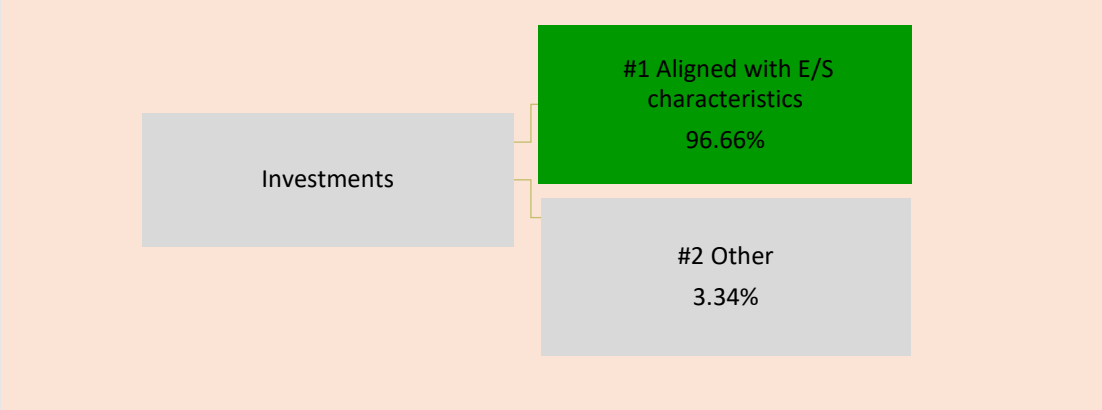 #1 Aligned with E/S
characteristics
96.66%
Investments
#2 Other
3.34%